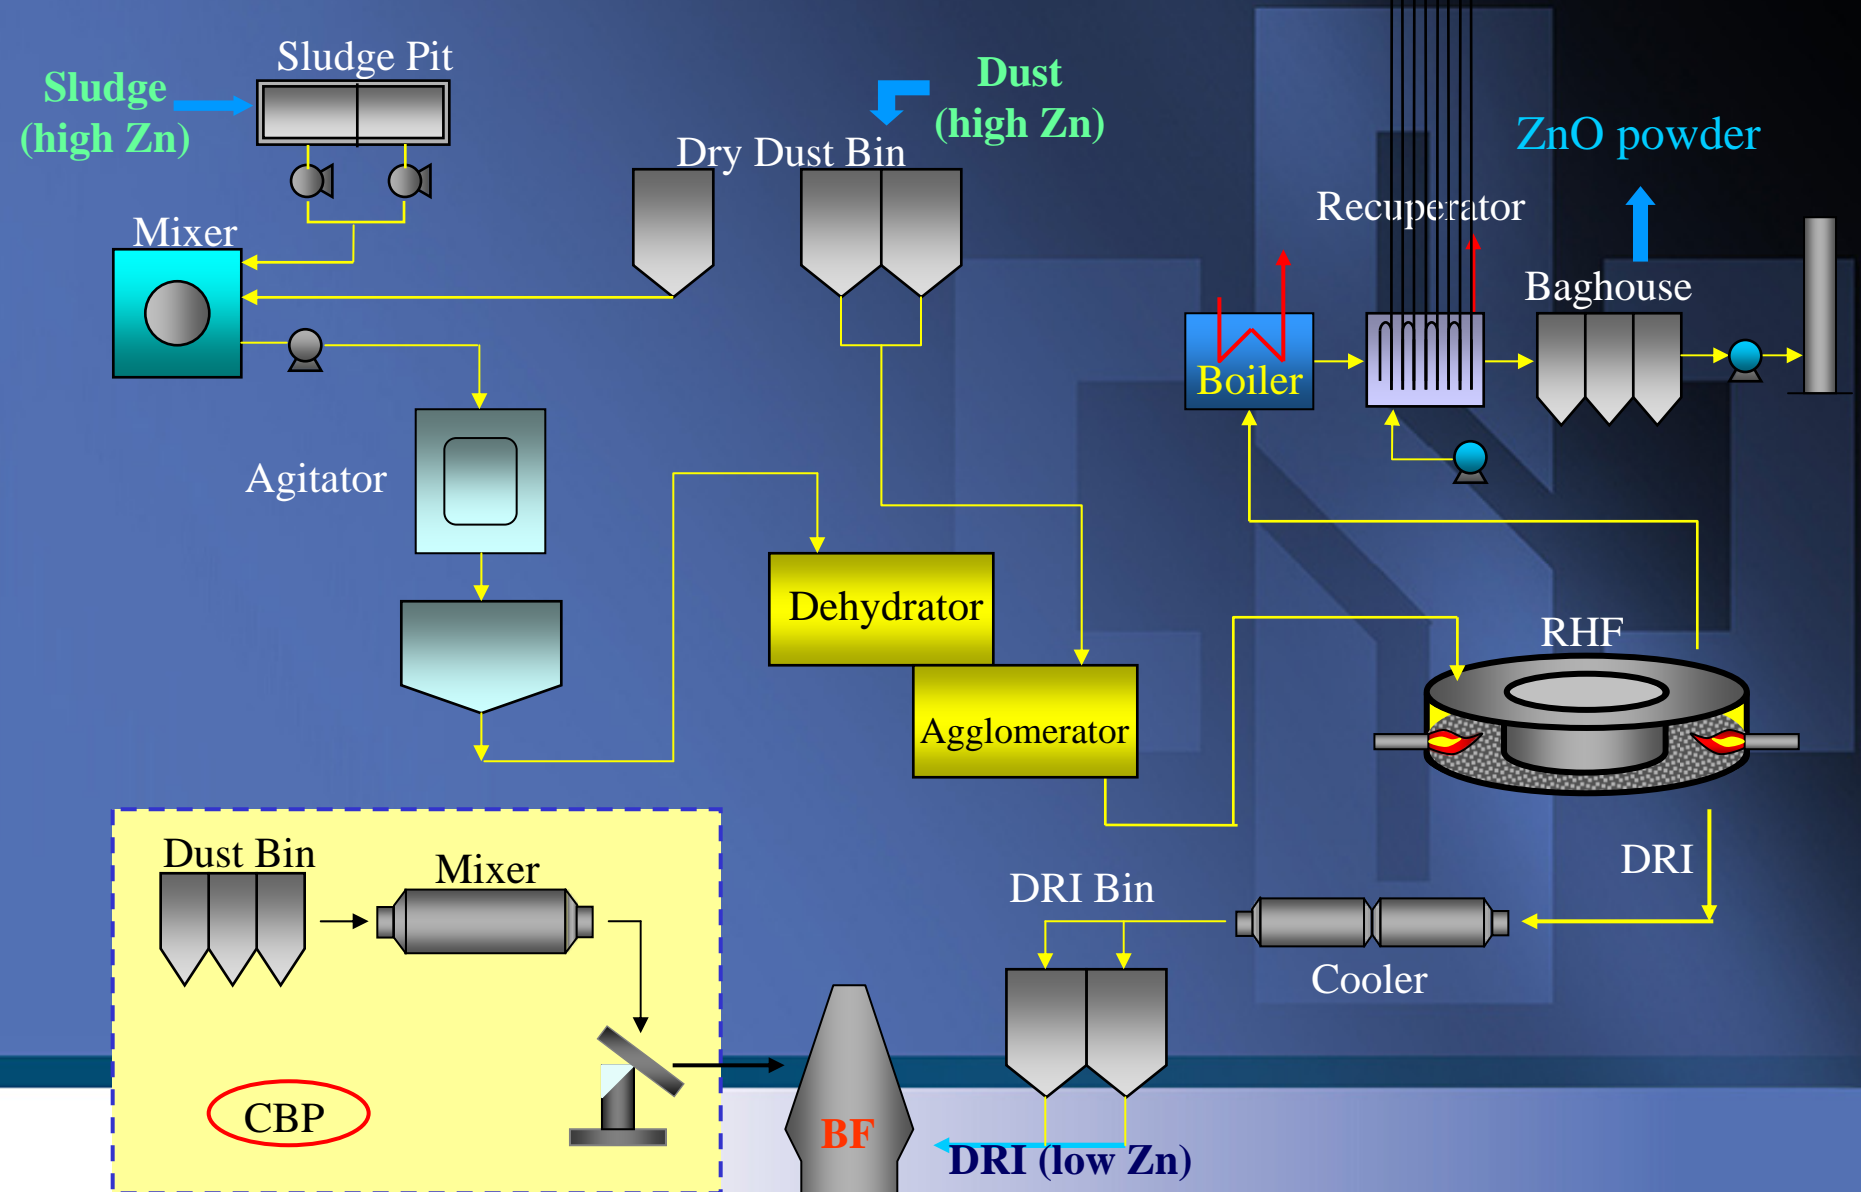 Sludge Pit
Sludge
(high Zn)
Dust
(high Zn)
Dry Dust Bin
ZnO powder
Recuperator
Mixer
Baghouse
Boiler
Agitator
Dehydrator
RHF
Agglomerator
Dust Bin
Mixer
DRI
DRI Bin
Cooler
CBP
BF
DRI (low Zn)